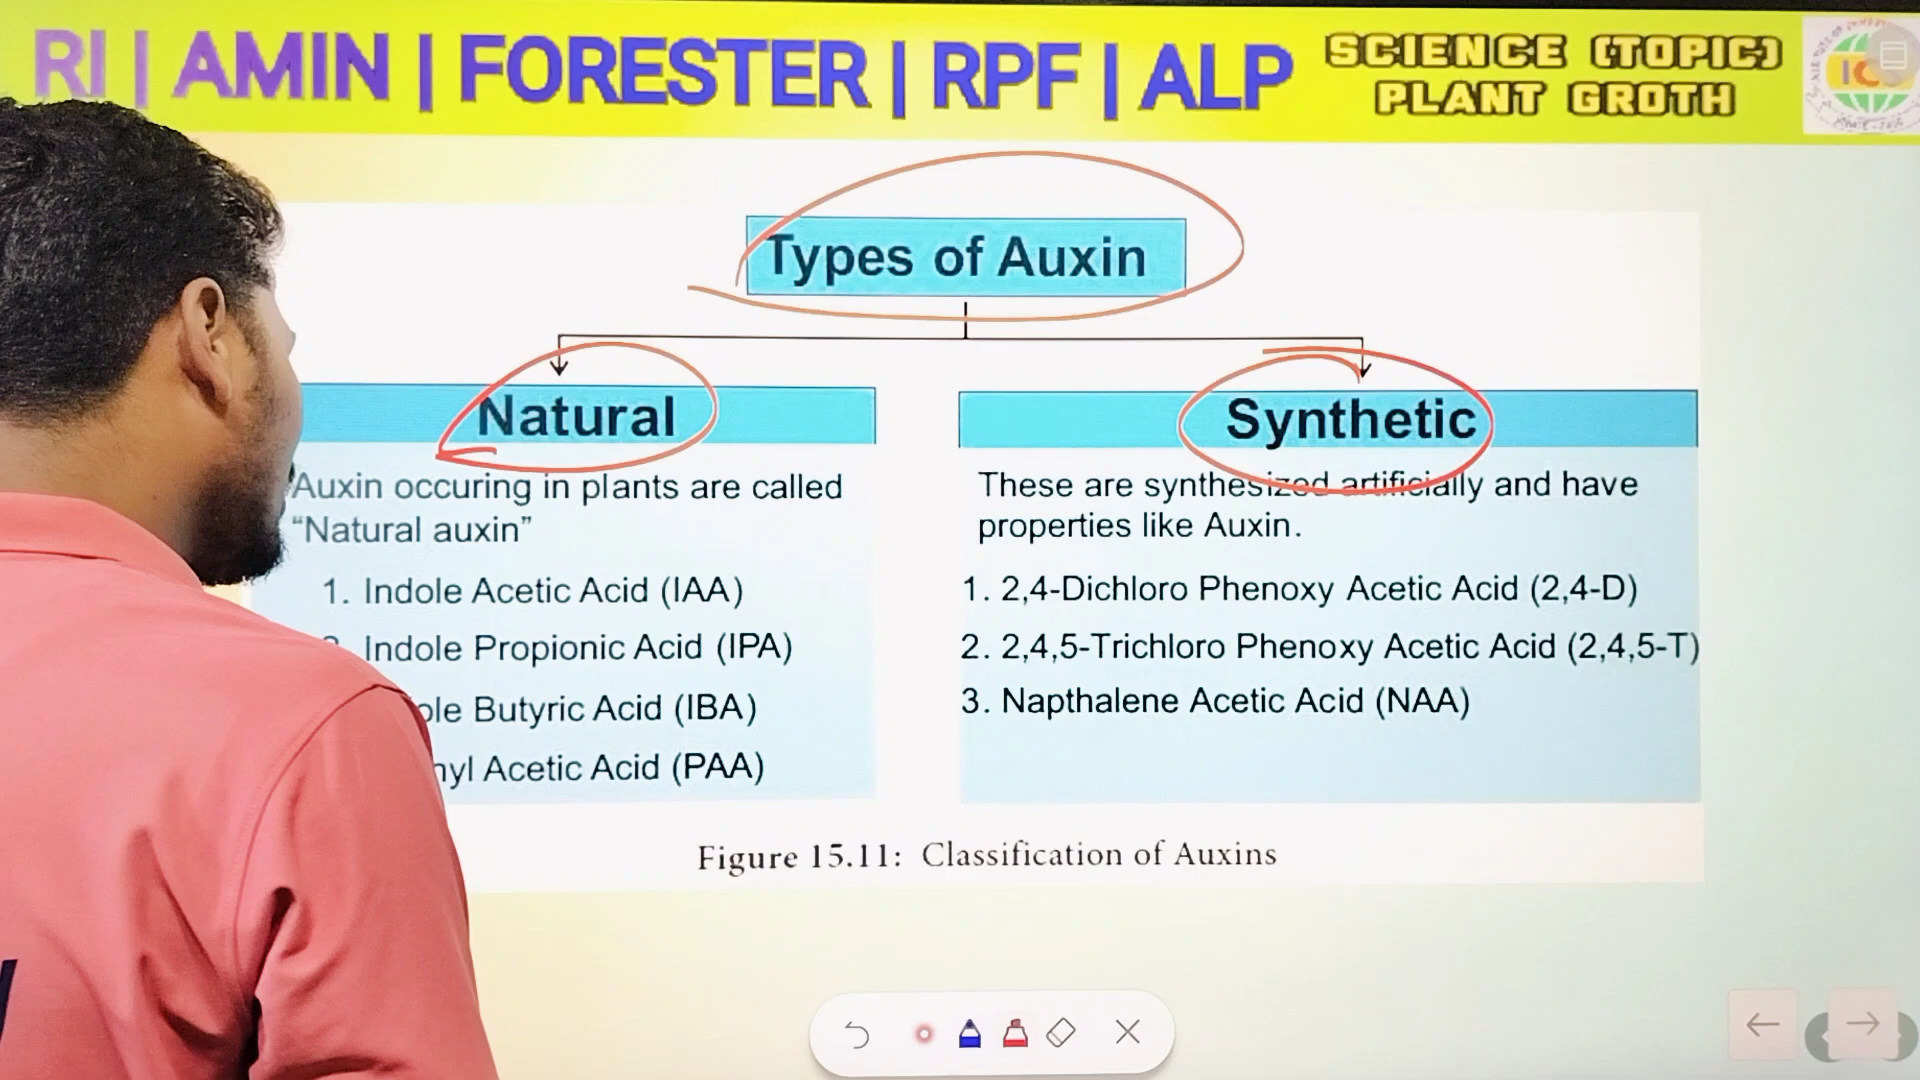 RI | AMIN | FORESTER | RPF | ALP
SCIENCE (TOPIC)
PLANT GROTH
Types of Auxin
Natural
Auxin occuring in plants are called
“Natural auxin”
1. Indole Acetic Acid (IAA)
Indole Propionic Acid (IPA)
Butyric Acid (IBA)
Acetic Acid (PAA)
Synthetic
These are synthesized artificially and have
properties like Auxin.
1. 2,4-Dichloro Phenoxy Acetic Acid (2,4-D)
2. 2,4,5-Trichloro Phenoxy Acetic Acid (2,4,5-T)
3. Napthalene Acetic Acid (NAA)
Figure 15.11: Classification of Auxins